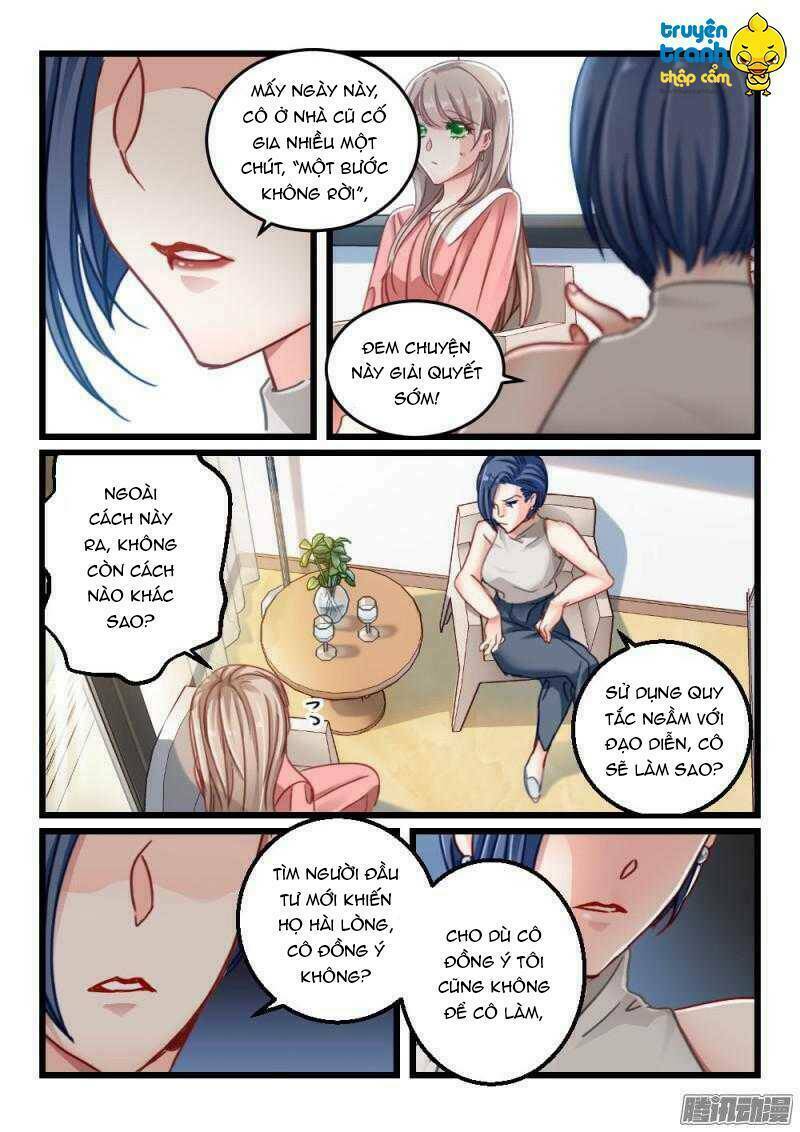 truyện
tranh
thập cẩm
MẤY NGÀY NÀY,
CÔ Ở NHÀ CŨ CỐ
GIA NHIỀU MỘT
CHÚT, "MỘT BƯỚC
KHÔNG RỜI",
ĐEM CHUYỆN
NÀY GIẢI QUYẾT
SỚM!
NGOÀI
CÁCH NÀY
RA, KHÔNG
CÒN CÁCH
NÀO KHÁC
SAO?
SỬ DỤNG QUY
TẮC NGẦM VỚI
ĐẠO DIỄN, CÔ
SẼ LÀM SAO?
TÌM NGƯỜI ĐẦU
TƯ MỚI KHIẾN
HỌ HÀI LÒNG,
CÔ ĐỒNG Ý
KHÔNG?
CHO DÙ CÔ
ĐỒNG Ý TÔI
CŨNG KHÔNG
ĐỂ CÔ LÀM,
腾讯动漫